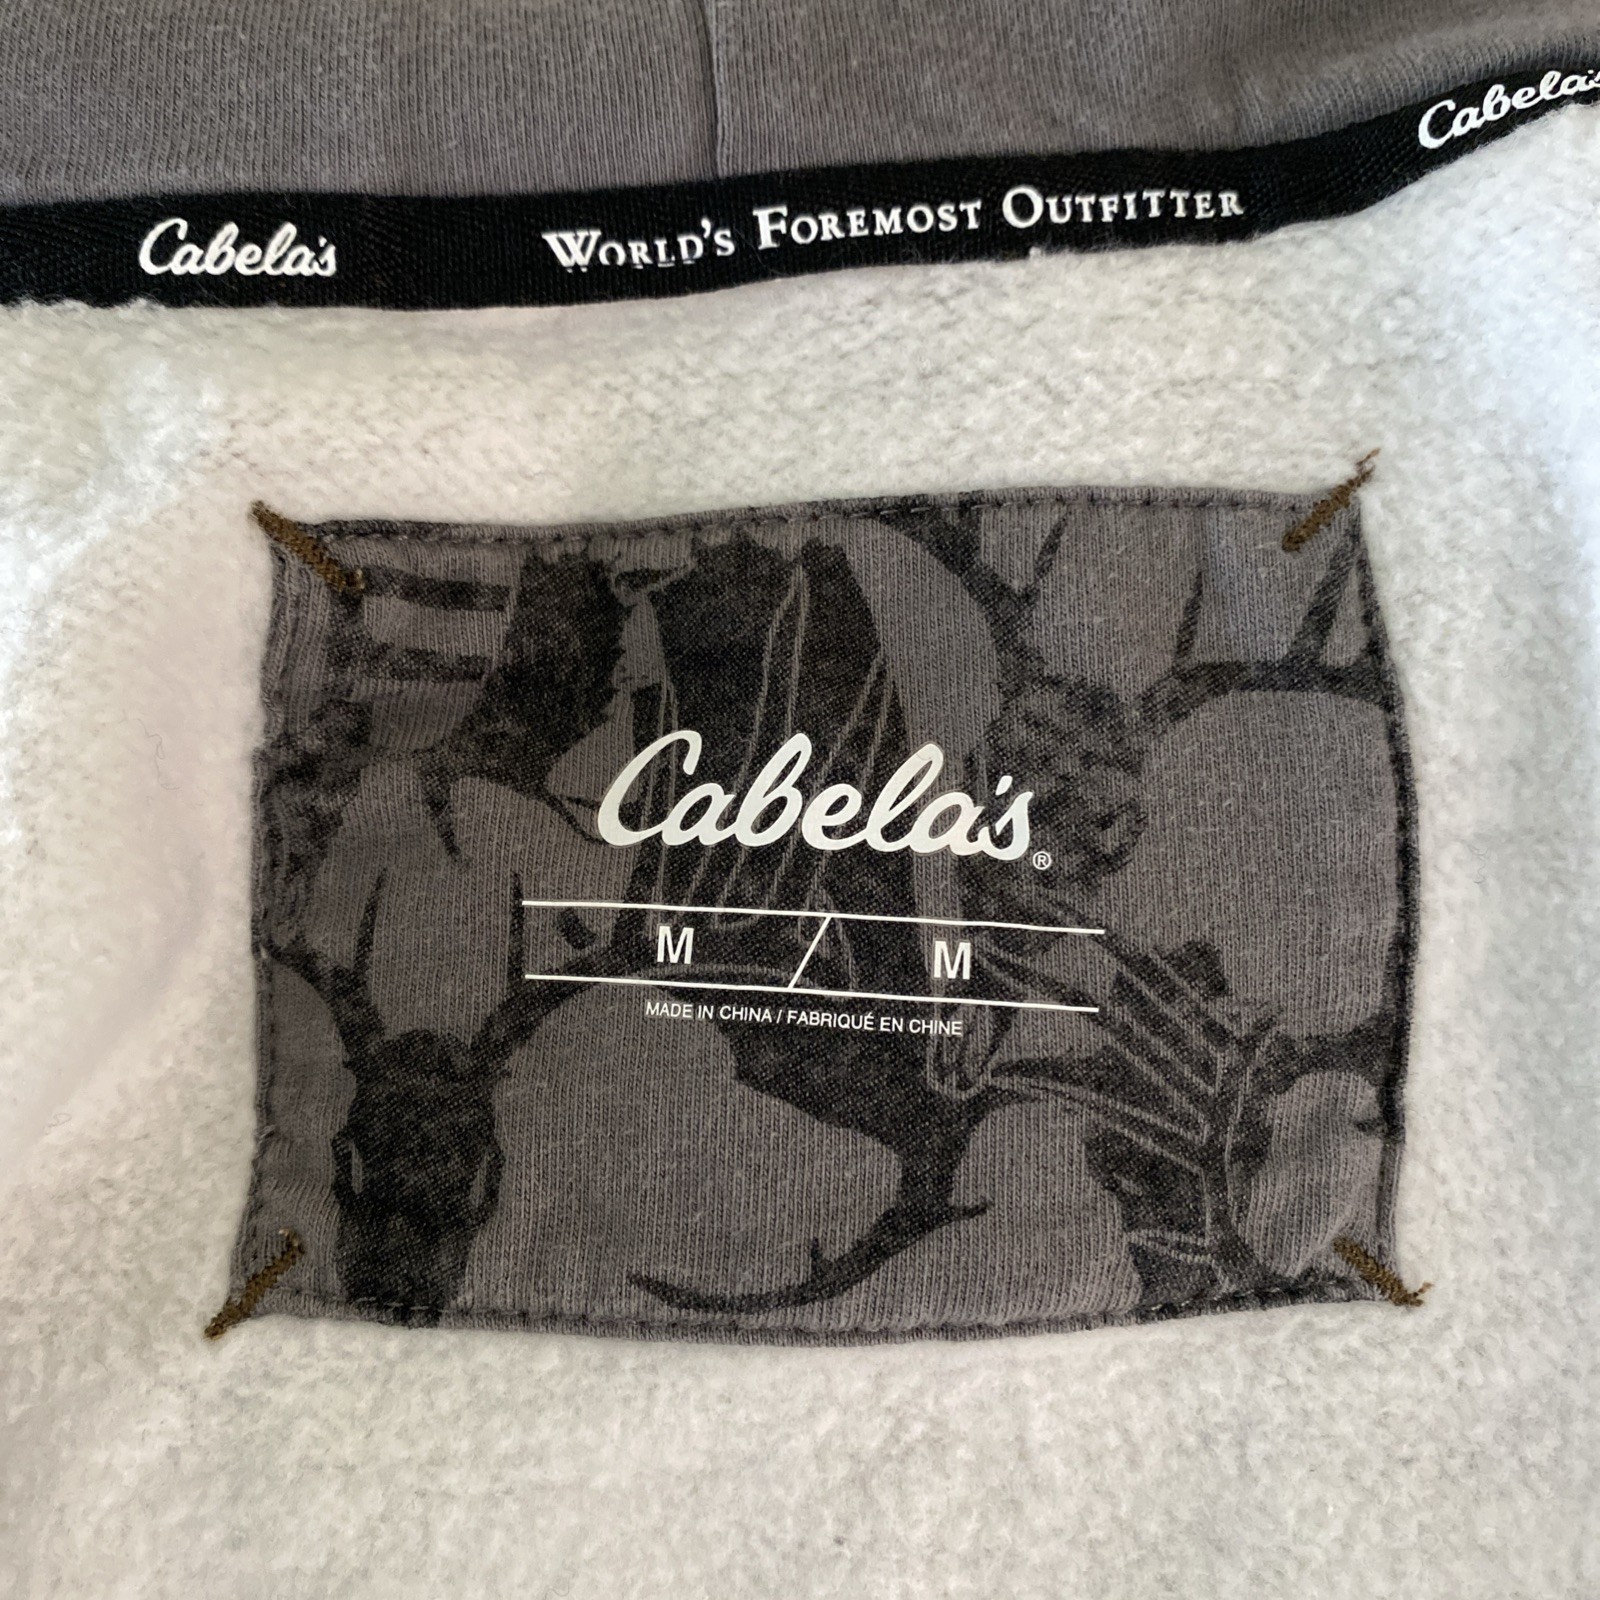 Cabela's WORLD'S FOREMOST OUTFITTER Cabela's
Cabela's®
M / M
MADE IN CHINA / FABRIQUÉ EN CHINE